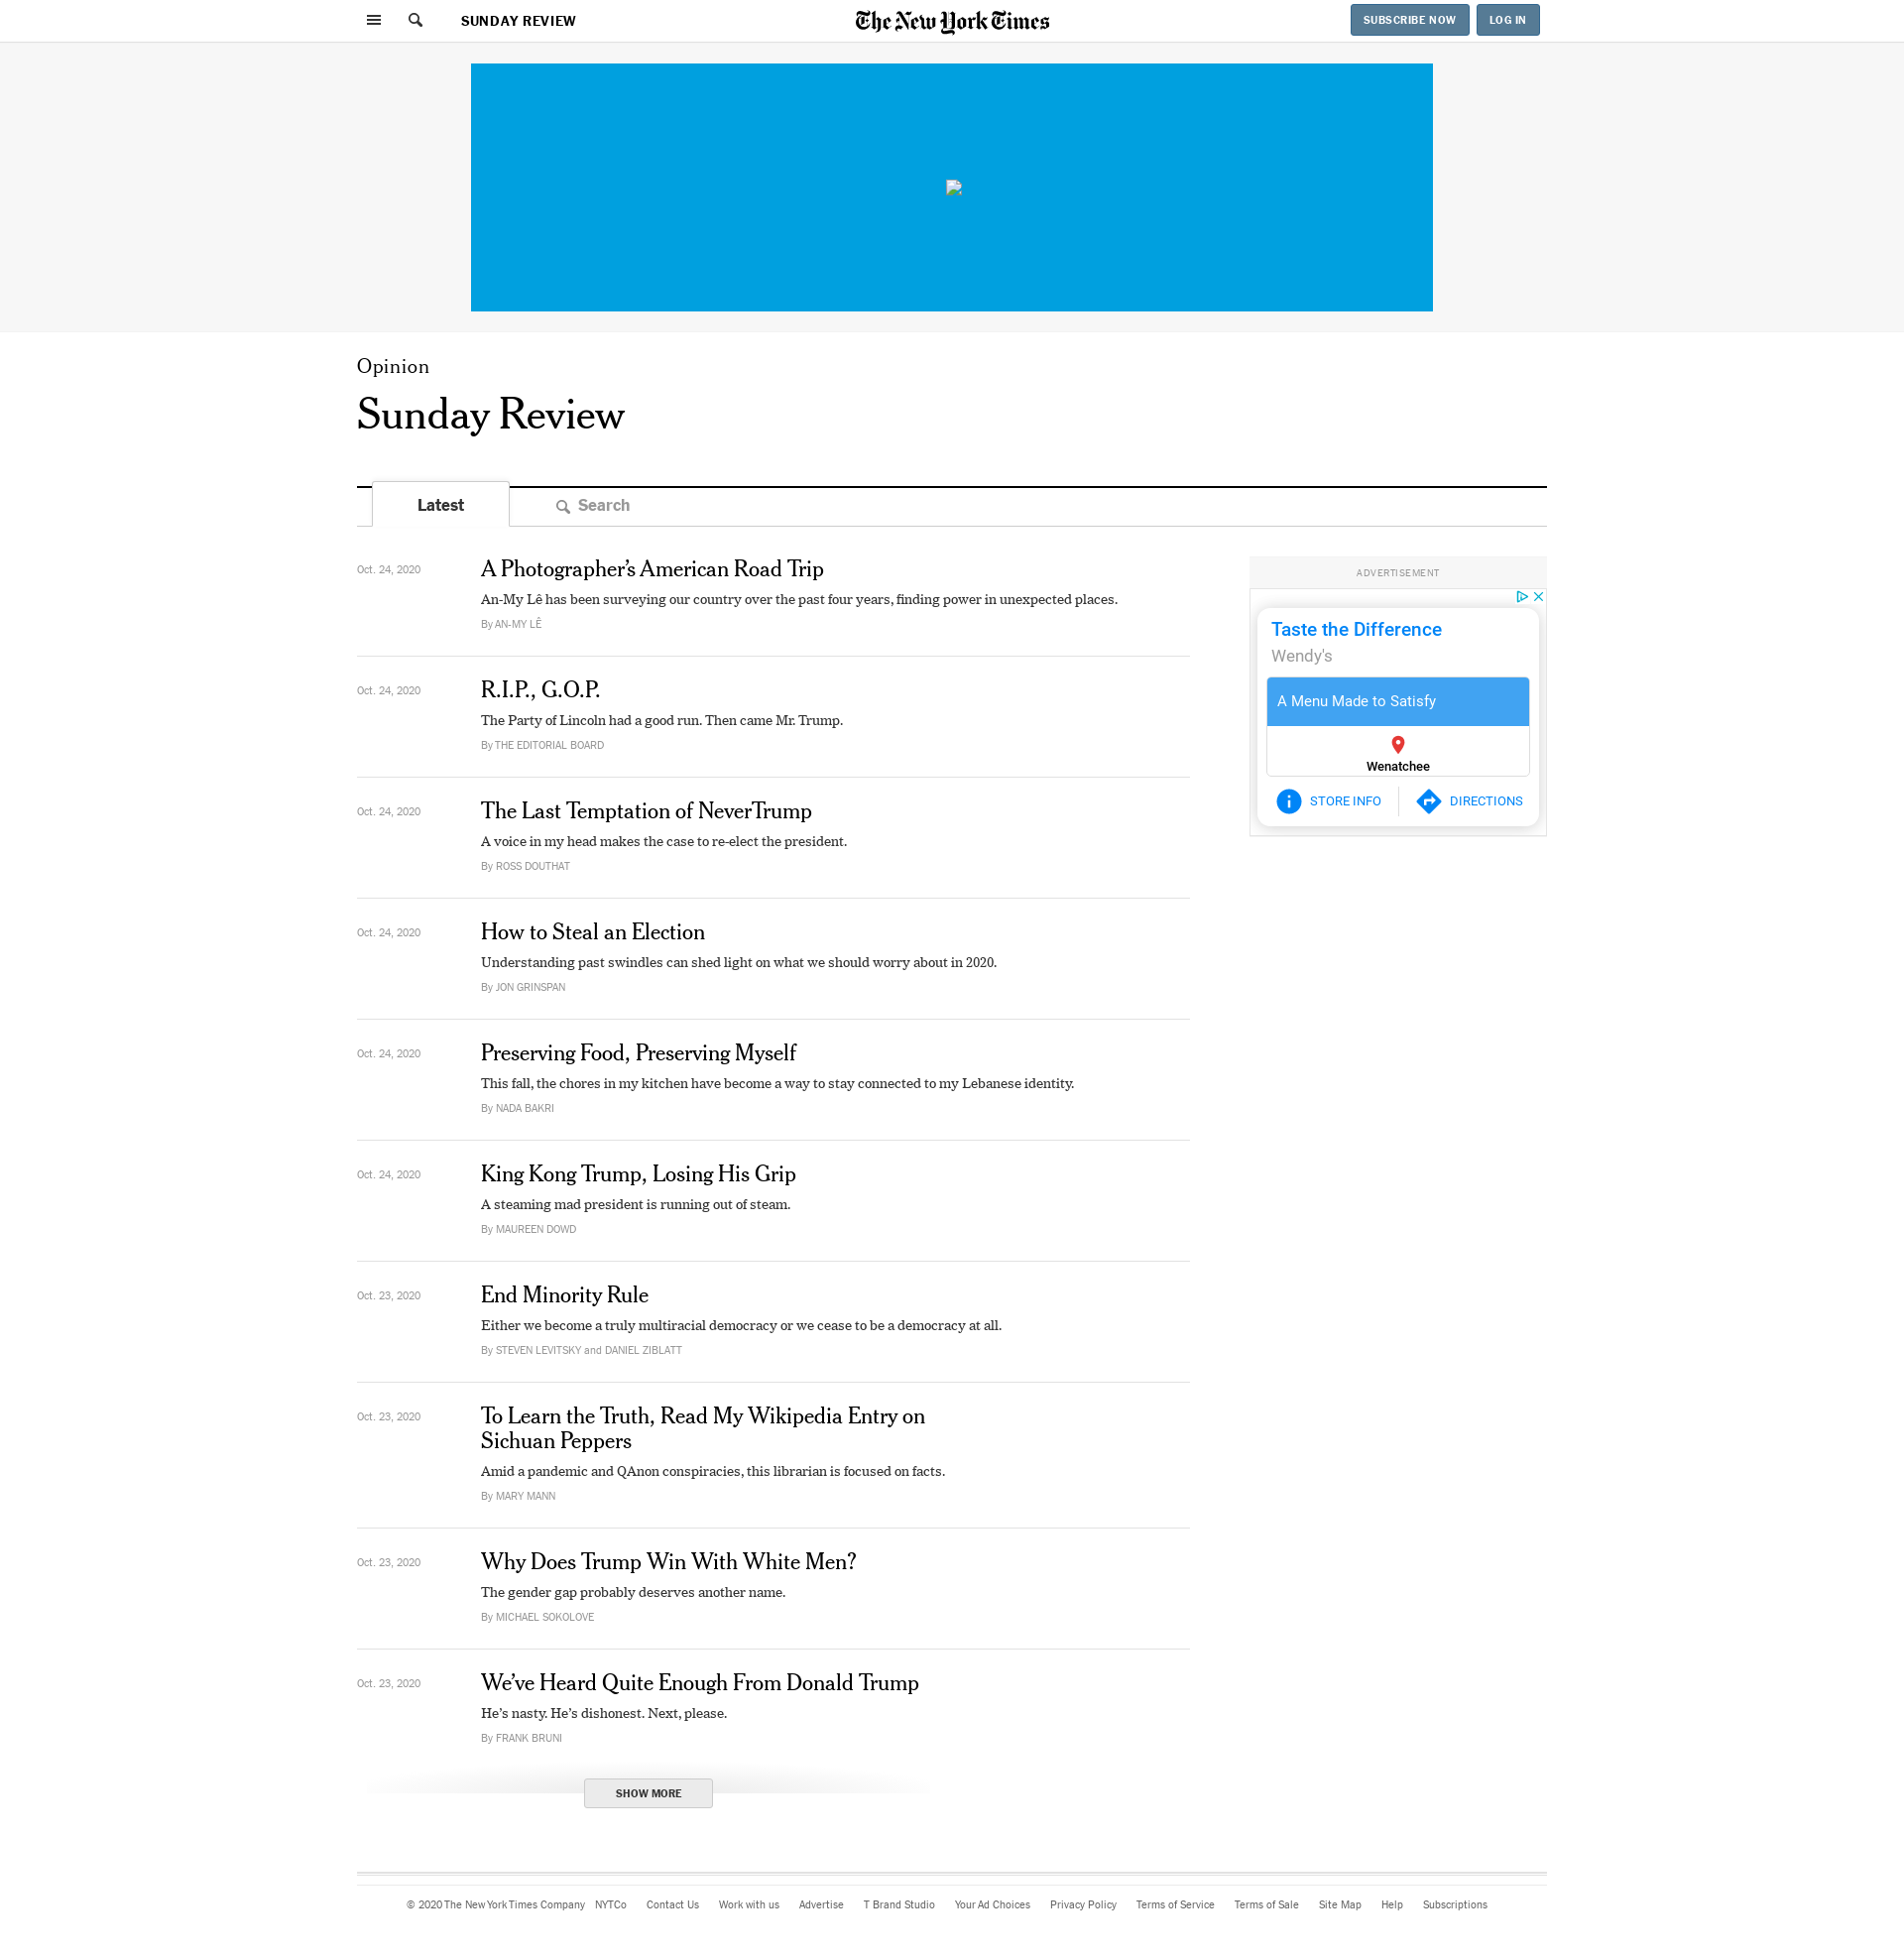 SUNDAY REVIEW
The New York Times
SUBSCRIBE NOW
LOG IN
Opinion
Sunday Review
Latest
Search
Oct. 24, 2020
A Photographer’s American Road Trip
An-My Lê has been surveying our country over the past four years, finding power in unexpected places.
By AN-MY LÊ
Oct. 24, 2020
R.I.P., G.O.P.
The Party of Lincoln had a good run. Then came Mr. Trump.
By THE EDITORIAL BOARD
Oct. 24, 2020
The Last Temptation of NeverTrump
A voice in my head makes the case to re-elect the president.
By ROSS DOUTHAT
Oct. 24, 2020
How to Steal an Election
Understanding past swindles can shed light on what we should worry about in 2020.
By JON GRINSPAN
Oct. 24, 2020
Preserving Food, Preserving Myself
This fall, the chores in my kitchen have become a way to stay connected to my Lebanese identity.
By NADA BAKRI
Oct. 24, 2020
King Kong Trump, Losing His Grip
A steaming mad president is running out of steam.
By MAUREEN DOWD
Oct. 23, 2020
End Minority Rule
Either we become a truly multiracial democracy or we cease to be a democracy at all.
By STEVEN LEVITSKY and DANIEL ZIBLATT
Oct. 23, 2020
To Learn the Truth, Read My Wikipedia Entry on
Sichuan Peppers
Amid a pandemic and QAnon conspiracies, this librarian is focused on facts.
By MARY MANN
Oct. 23, 2020
Why Does Trump Win With White Men?
The gender gap probably deserves another name.
By MICHAEL SOKOLOVE
Oct. 23, 2020
We’ve Heard Quite Enough From Donald Trump
He’s nasty. He’s dishonest. Next, please.
By FRANK BRUNI
SHOW MORE
ADVERTISEMENT
Taste the Difference
Wendy's
A Menu Made to Satisfy
Wenatchee
STORE INFO
DIRECTIONS
© 2020 The New York Times Company NYTCo Contact Us Work with us Advertise T Brand Studio Your Ad Choices Privacy Policy Terms of Service Terms of Sale Site Map Help Subscriptions